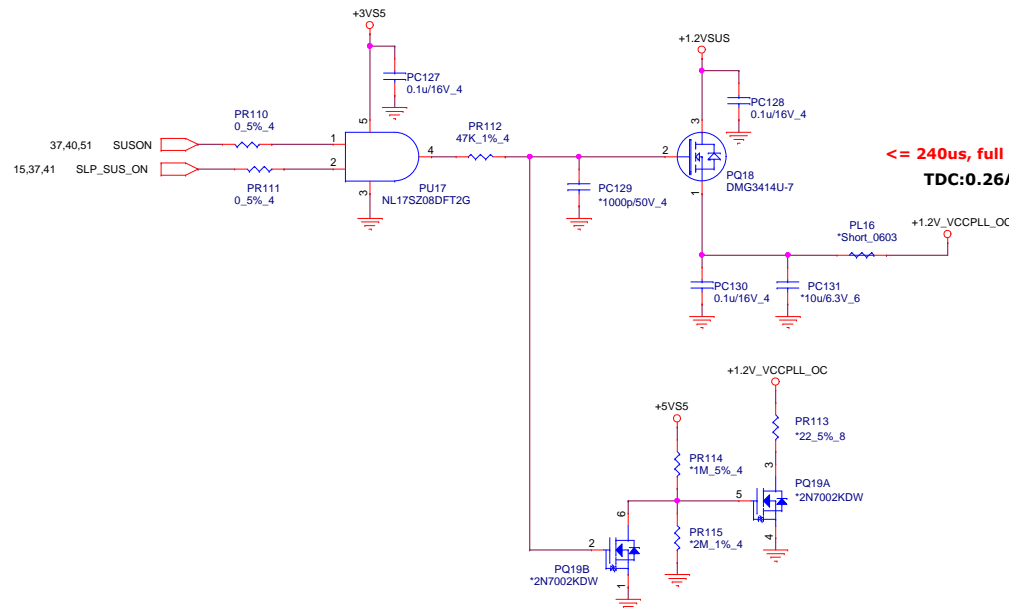 +3VS5
PC127
0.1u/16V_4
+1.2VSUS
PC128
0.1u/16V_4
PR110
0_5%_4
37,40,51 SUSON
15,37,41 SLP_SUS_ON
PR111
0_5%_4
1
2
5
4
3
PU17
NL17SZ08DFT2G
PR112
47K_1%_4
PC129
*1000p/50V_4
3
2
1
PQ18
DMG3414U-7
<= 240us, full
TDC:0.26A
PL16
*Short_0603
+1.2V_VCCPLL_OC
PC130
0.1u/16V_4
PC131
*10u/6.3V_6
+1.2V_VCCPLL_OC
+5VS5
PR113
*22_5%_8
PR114
*1M_5%_4
3
5
4
PQ19A
*2N7002KDW
PR115
*2M_1%_4
6
2
1
PQ19B
*2N7002KDW